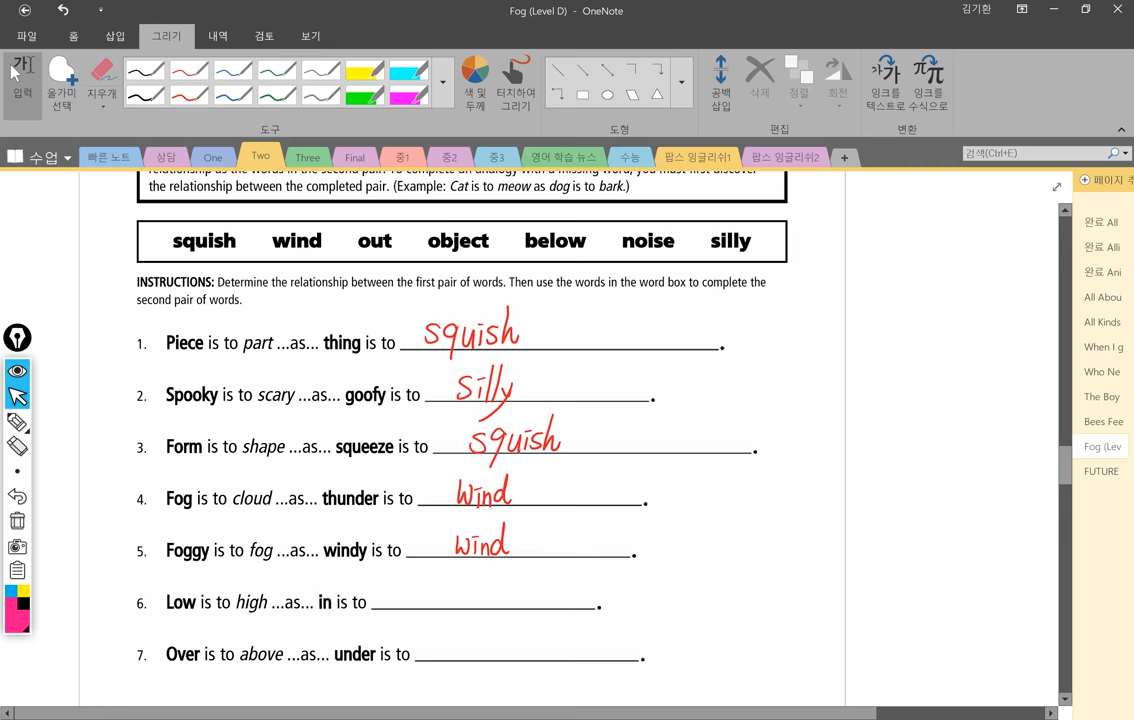 Fog (Level D) - OneNote
김기환
파일 홈 삽입 그리기 내역 검토 보기
입력
올가미 선택
지우개
색 및 두께
터치하여 그리기
공백 삽입
삭제
정렬
회전
잉크를 텍스트로
잉크를 수식으로
도구
도형
편집
변환
수업
빠른 노트 상담 One Two Three Final 중1 중2 중3 영어 학습 뉴스 수능 팝스 잉글리쉬1 팝스 잉글리쉬2
검색(Ctrl+E)
the relationship between the completed pair. (Example: Cat is to meow as dog is to bark.)
squish wind out object below noise silly
INSTRUCTIONS: Determine the relationship between the first pair of words. Then use the words in the word box to complete the
second pair of words.
1. Piece is to part ...as... thing is to squish.
2. Spooky is to scary ...as... goofy is to silly.
3. Form is to shape ...as... squeeze is to squish.
4. Fog is to cloud ...as... thunder is to wind.
5. Foggy is to fog ...as... windy is to wind.
6. Low is to high ...as... in is to ___.
7. Over is to above ...as... under is to ___.
페이지 추
완료 All
완료 Alli
완료 Ani
All Abou
All Kinds
When I g
Who Ne
The Boy
Bees Fee
Fog (Lev
FUTURE